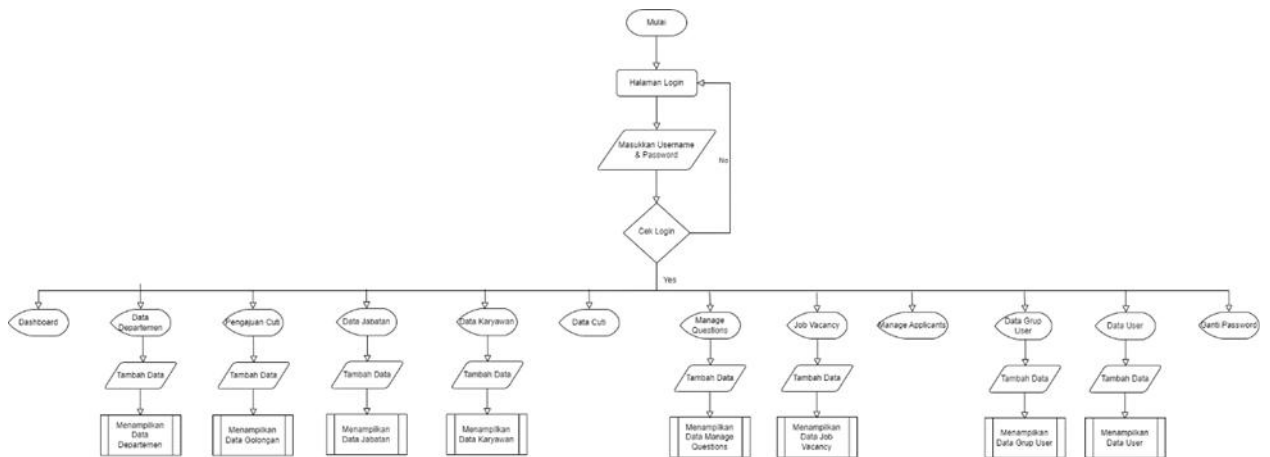 Mulai
Halaman Login
Masukkan Username
& Password
No
Cek Login
Yes
Dashboard
Data
Departemen
Pengajuan Cuti
Data Jabatan
Data Karyawan
Data Cuti
Manage
Questions
Job Vacancy
Manage Applicants
Data Grup
User
Data User
Ganti Password
Tambah Data
Tambah Data
Tambah Data
Tambah Data
Tambah Data
Tambah Data
Tambah Data
Tambah Data
Menampilkan
Data
Departemen
Menampilkan
Data Golongan
Menampilkan
Data Jabatan
Menampilkan
Data Karyawan
Menampilkan
Data Manage
Questions
Menampilkan
Data Job
Vacancy
Menampilkan
Data Grup User
Menampilkan
Data User